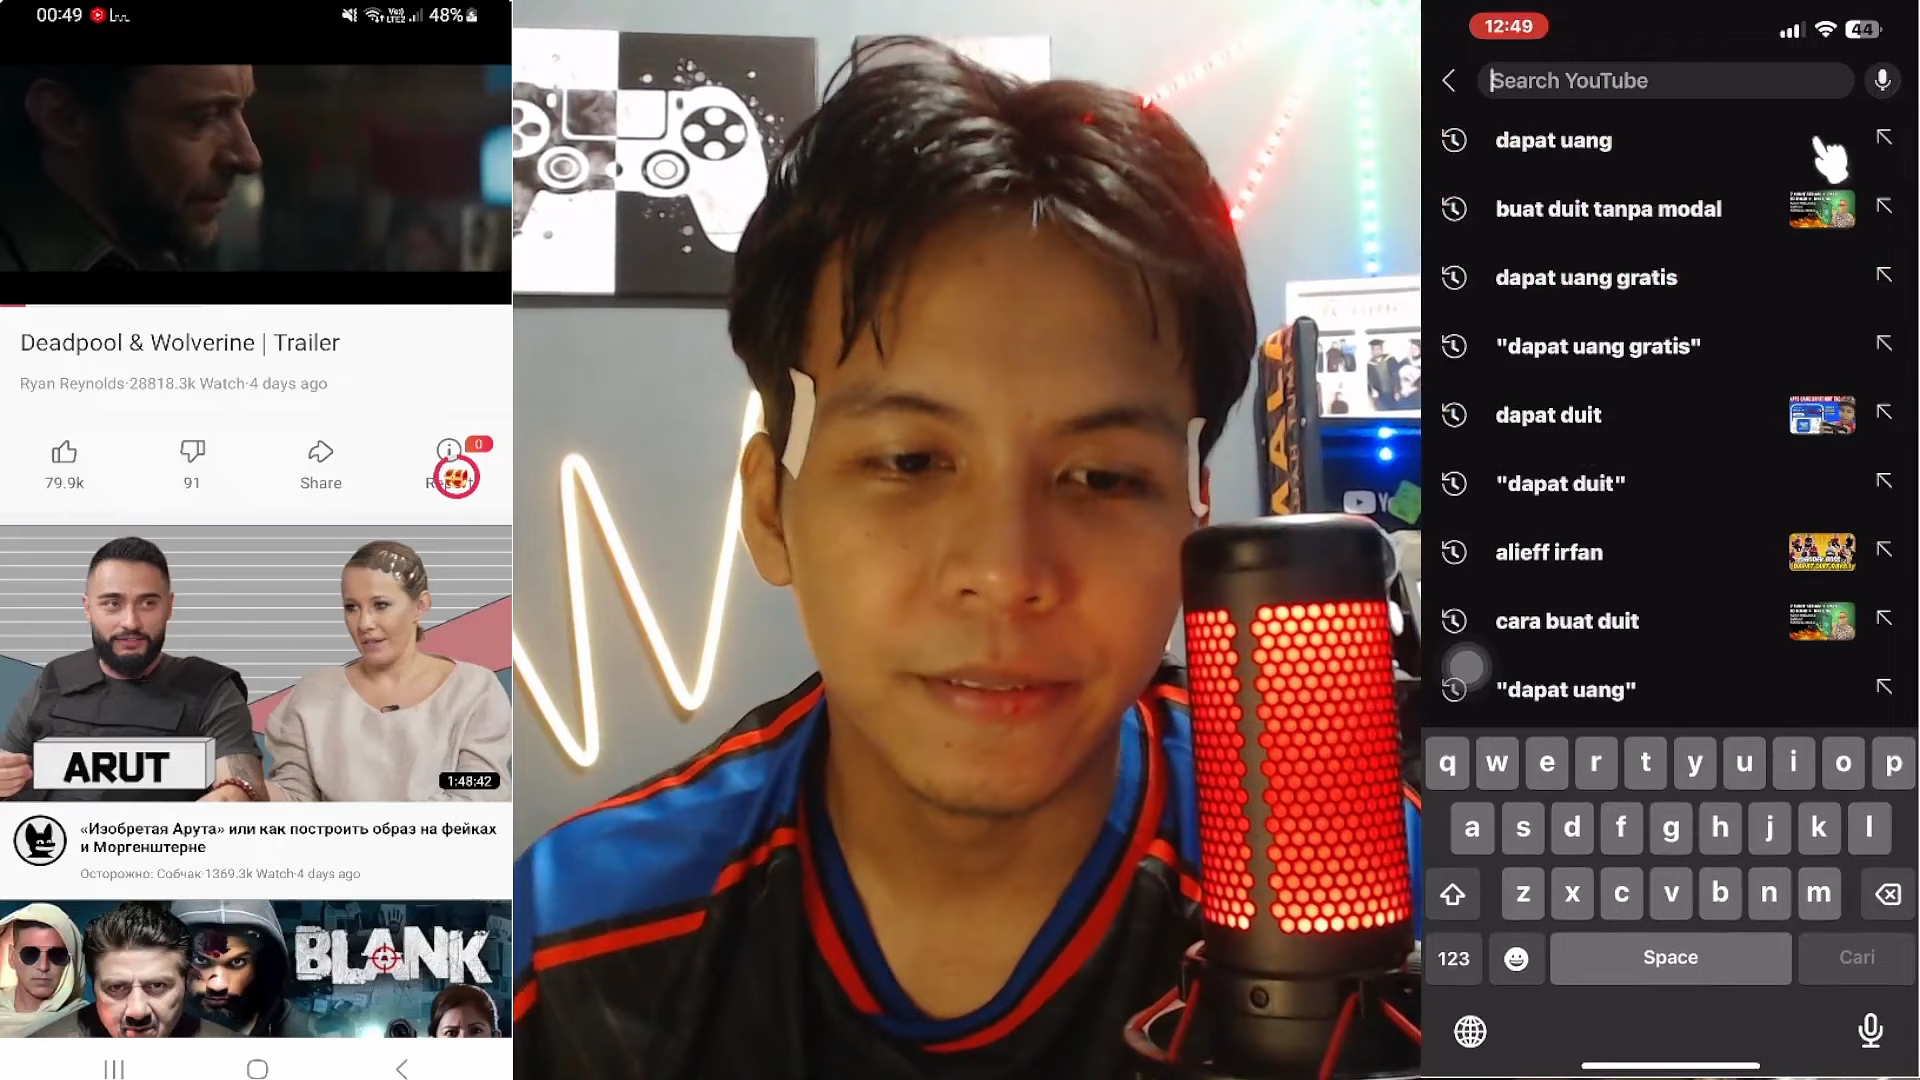 00:49
Vo))
LTE2
48%
Deadpool & Wolverine | Trailer
Ryan Reynolds·28818.3k Watch·4 days ago
0
79.9k
91
Share
ARUT
1:48:42
«Изобретая Арута» или как построить образ на фейках
и Моргенштерне
Осторожно: Собчак·1369.3k Watch·4 days ago
BLANK
12:49
44
Search YouTube
dapat uang
buat duit tanpa modal
dapat uang gratis
"dapat uang gratis"
dapat duit
"dapat duit"
alieff irfan
cara buat duit
"dapat uang"
q w e r t y u i o p
a s d f g h j k l
z x c v b n m
123
Space
Cari